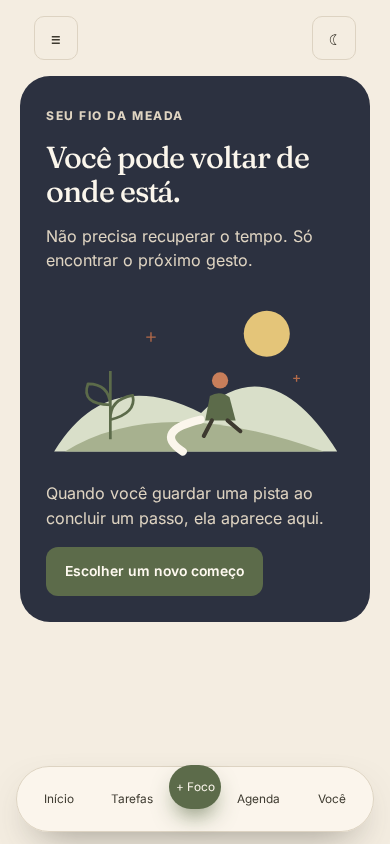 SEU FIO DA MEADA
Você pode voltar de
onde está.
Não precisa recuperar o tempo. Só
encontrar o próximo gesto.
Quando você guardar uma pista ao
concluir um passo, ela aparece aqui.
Escolher um novo começo
Início
Tarefas
+ Foco
Agenda
Você